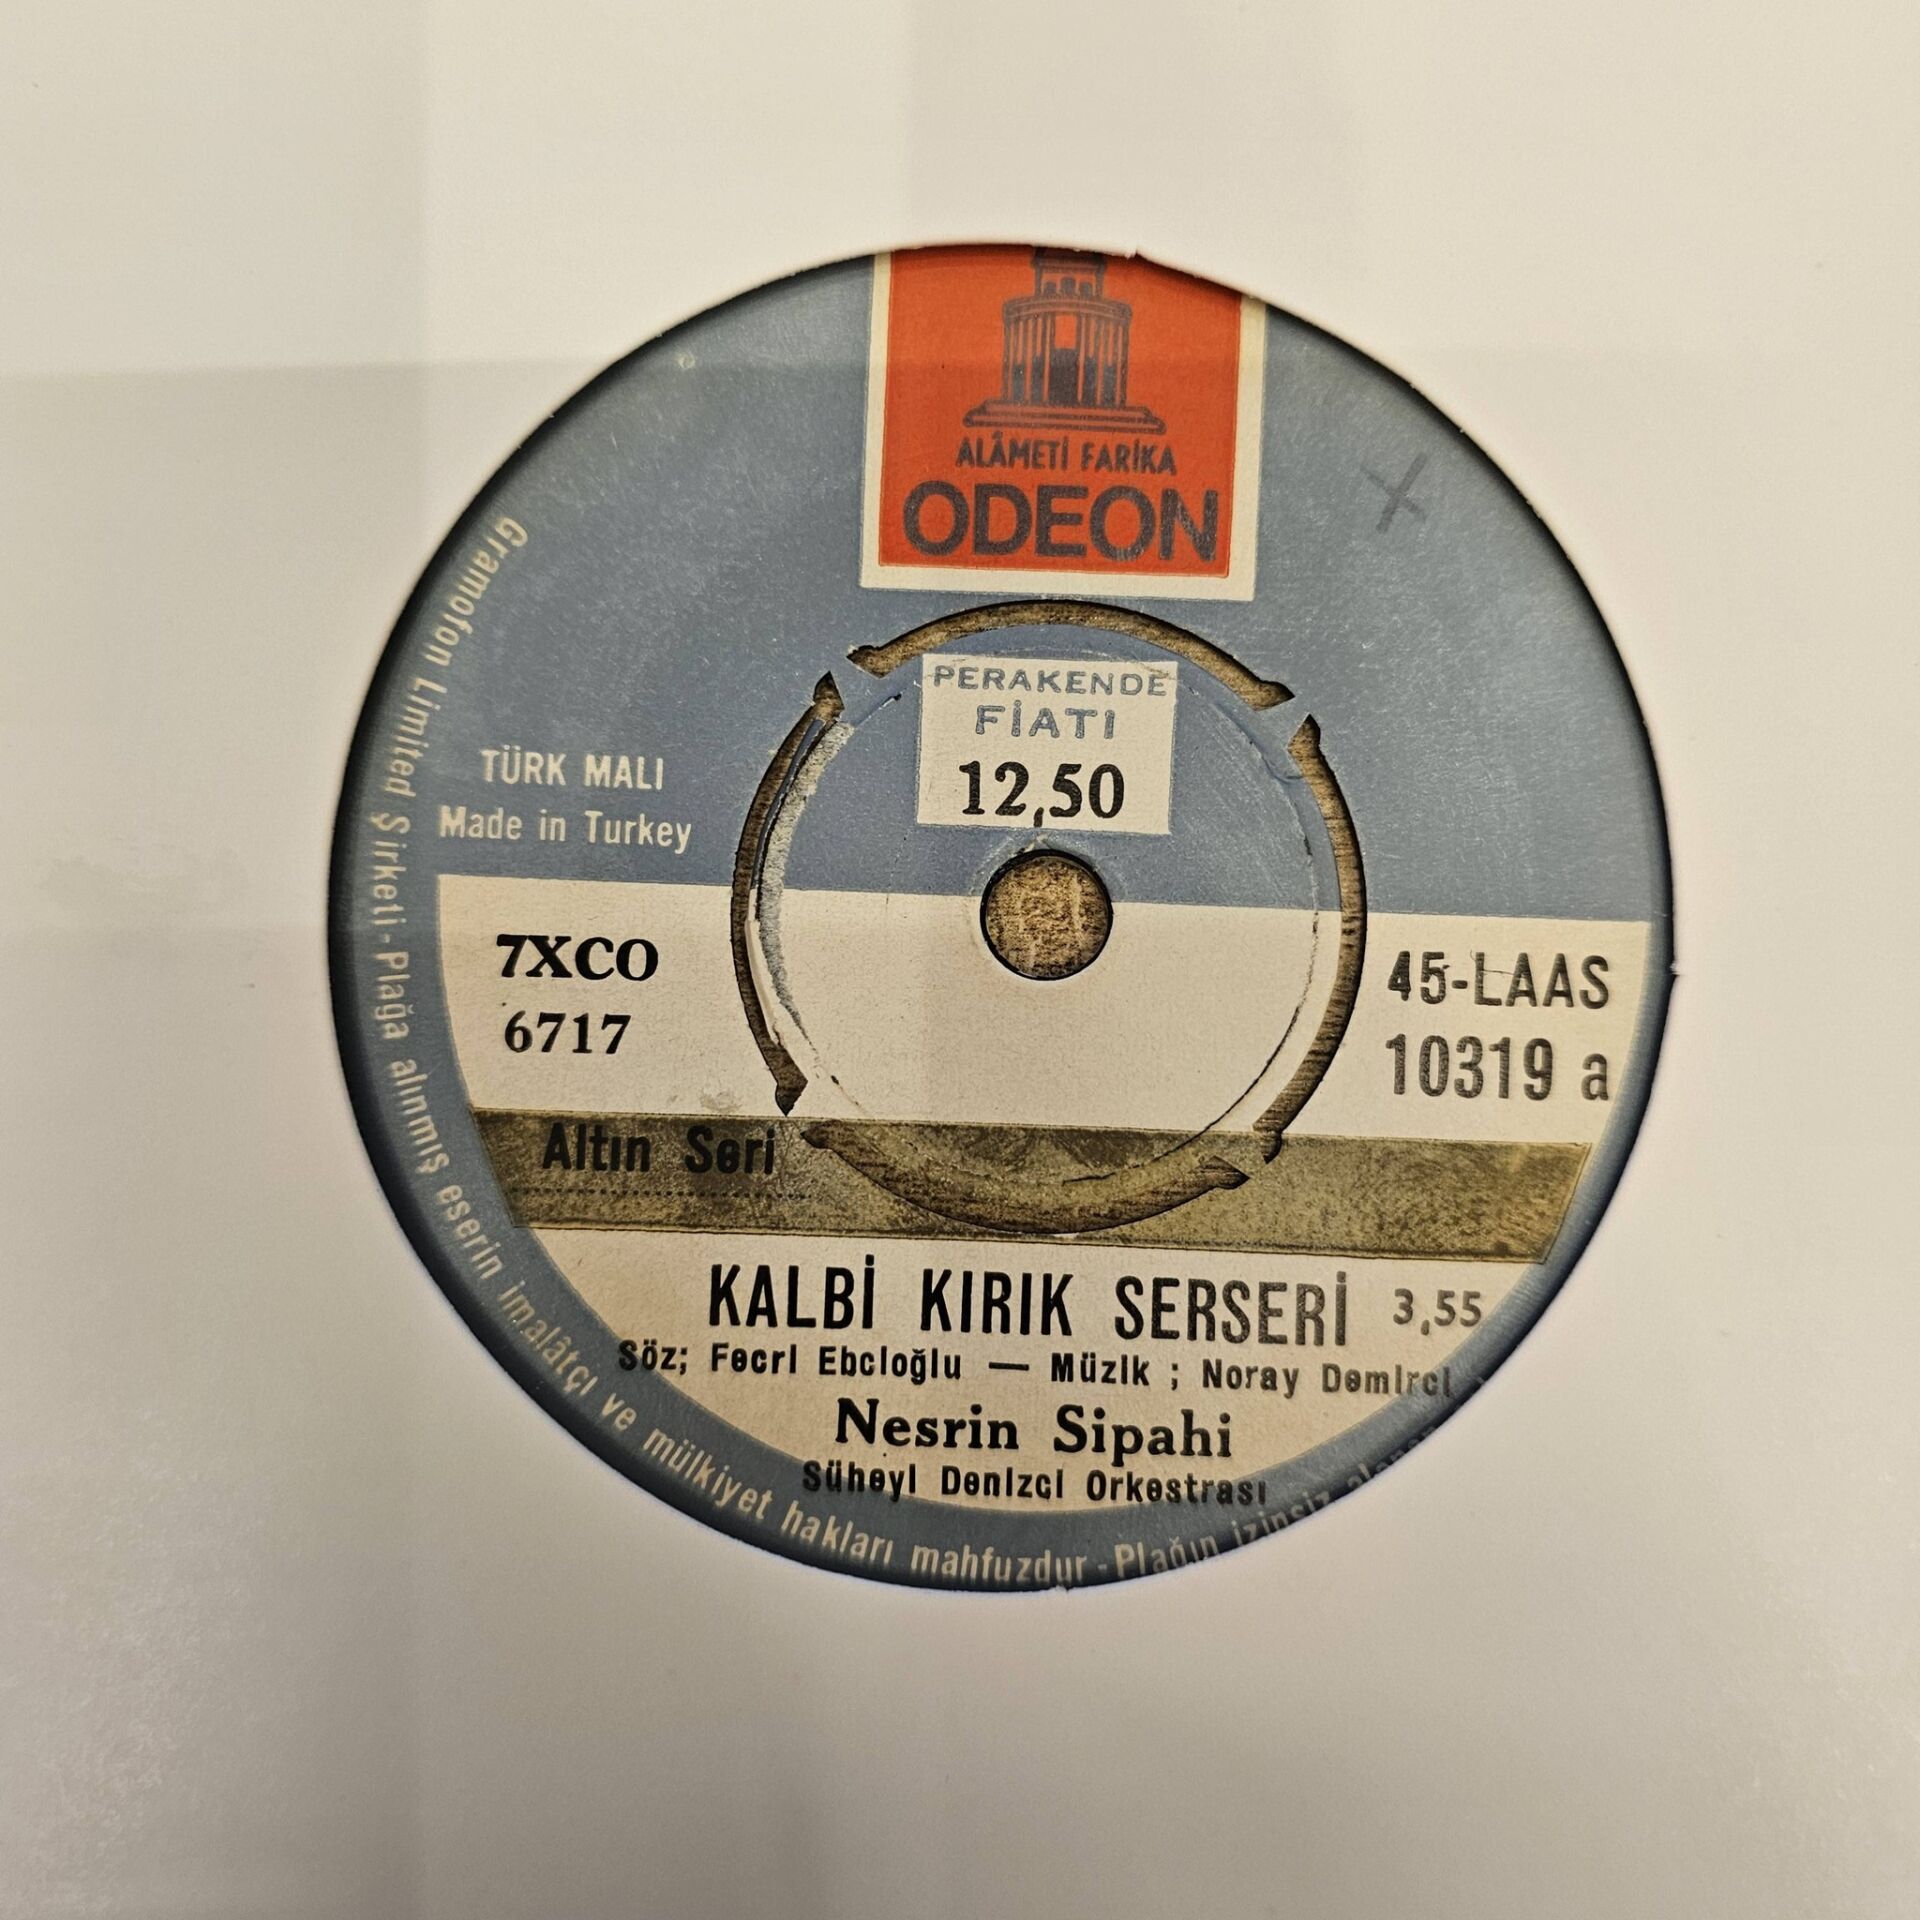 ALÂMETİ FARİKA
ODEON
PERAKENDE
FİATI
12,50
TÜRK MALI
Made in Turkey
7XCO
6717
45-LAAS
10319 a
Altın Seri
KALBİ KIRIK SERSERİ 3,55
Söz; Fecri Ebcioğlu — Müzik ; Noray Demirci
Nesrin Sipahi
Süheyl Denizci Orkestrası
Gramofon Limited Şirketi - Plağa alınmış eserin imalâtçı ve mülkiyet hakları mahfuzdur - Plağın izinsiz